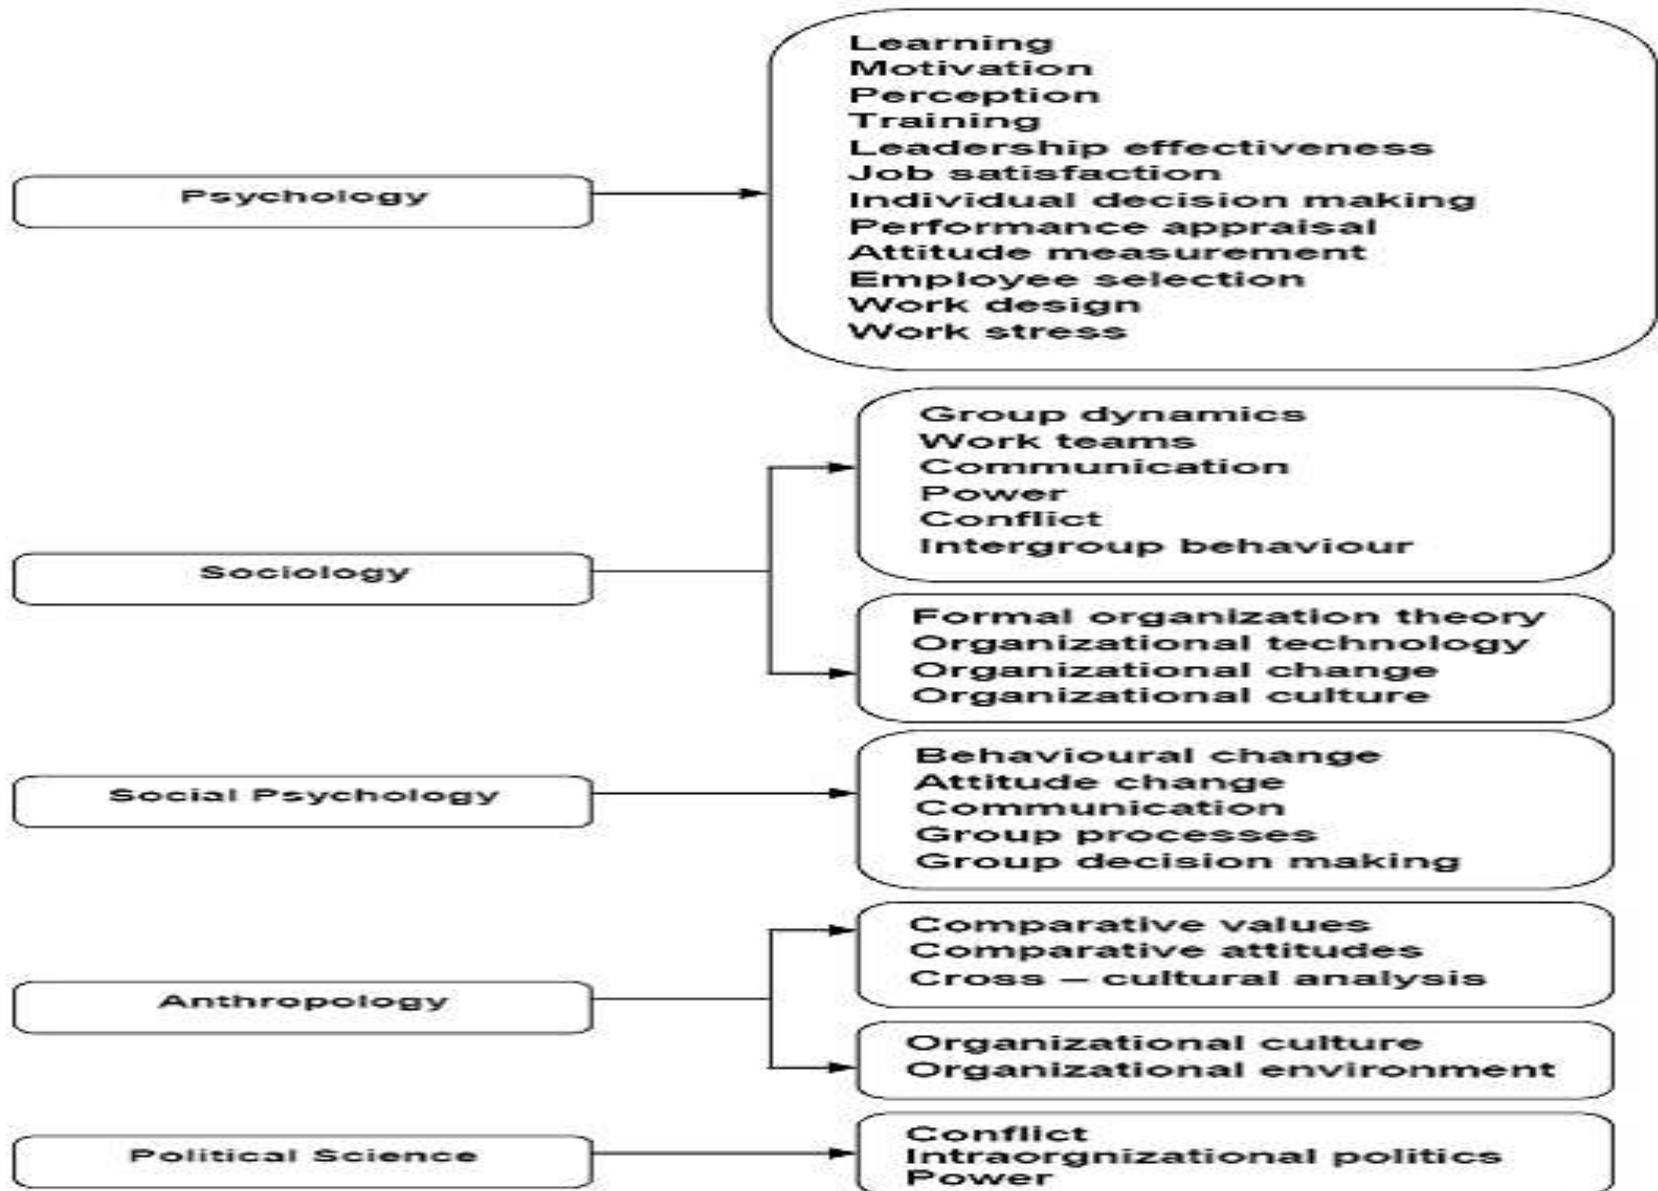 Psychology
Learning
Motivation
Perception
Training
Leadership effectiveness
Job satisfaction
Individual decision making
Performance appraisal
Attitude measurement
Employee selection
Work design
Work stress
Sociology
Group dynamics
Work teams
Communication
Power
Conflict
Intergroup behaviour
Formal organization theory
Organizational technology
Organizational change
Organizational culture
Social Psychology
Behavioural change
Attitude change
Communication
Group processes
Group decision making
Anthropology
Comparative values
Comparative attitudes
Cross – cultural analysis
Organizational culture
Organizational environment
Political Science
Conflict
Intraorgnizational politics
Power